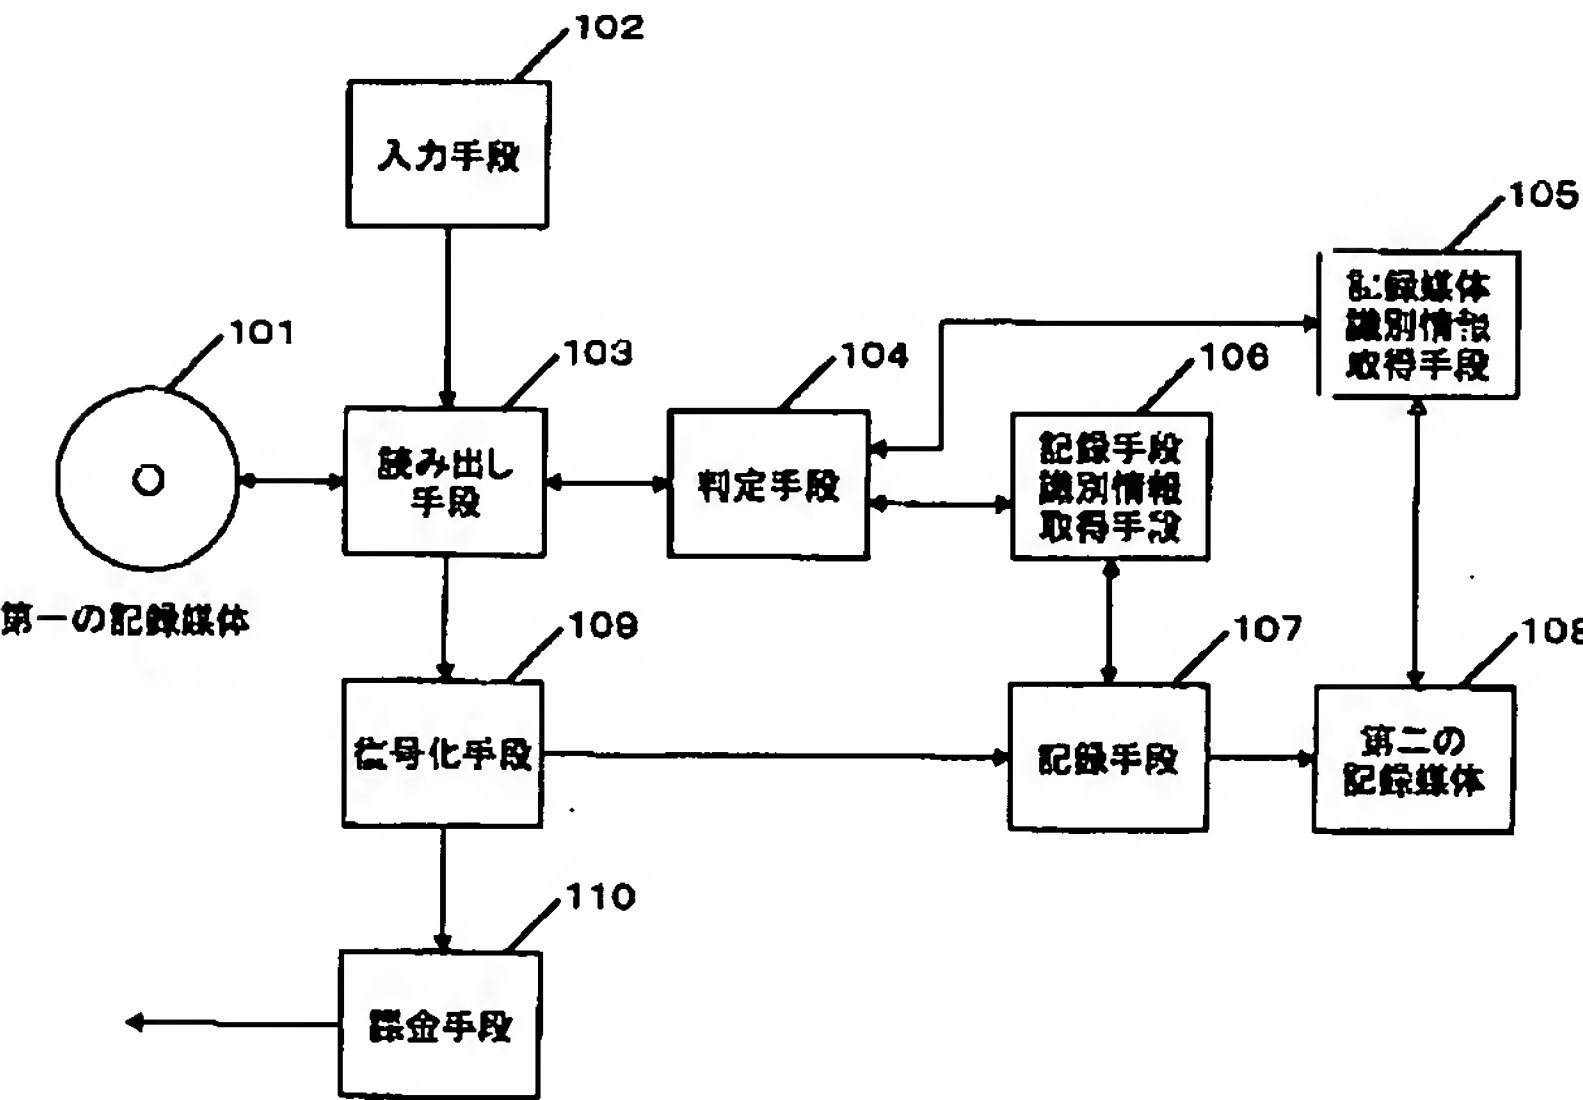 102
入力手段
105
記録媒体
識別情報
取得手段
101
103
104
106
読み出し
手段
判定手段
記録手段
識別情報
取得手段
第一の記録媒体
109
107
108
復号化手段
記録手段
第二の
記録媒体
110
課金手段